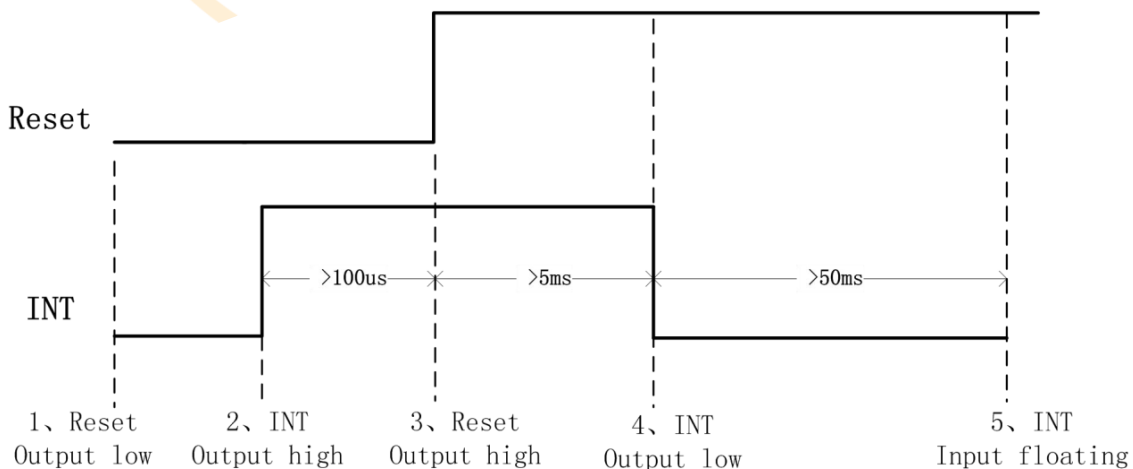 Reset
>100us
>5ms
>50ms
INT
1、Reset
Output low
2、INT
Output high
3、Reset
Output high
4、INT
Output low
5、INT
Input floating